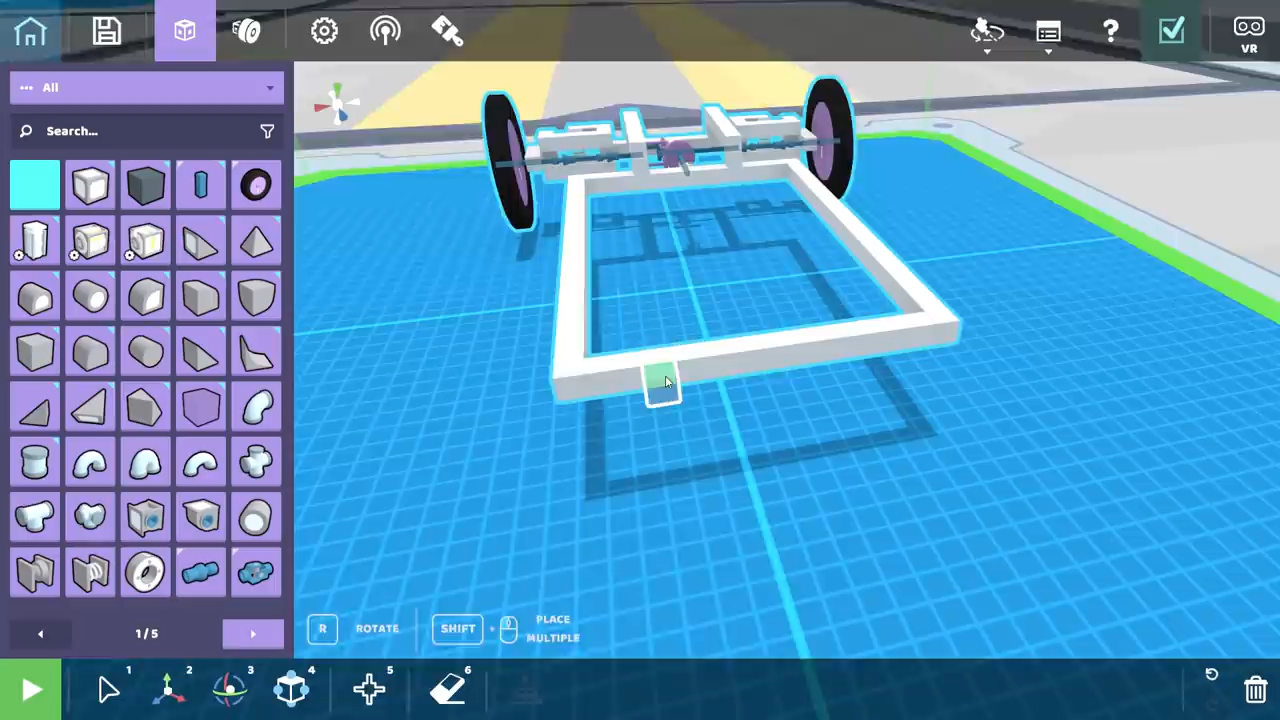 VR
All
Search...
1/5
R
ROTATE
SHIFT
PLACE
MULTIPLE
1
2
3
4
5
6